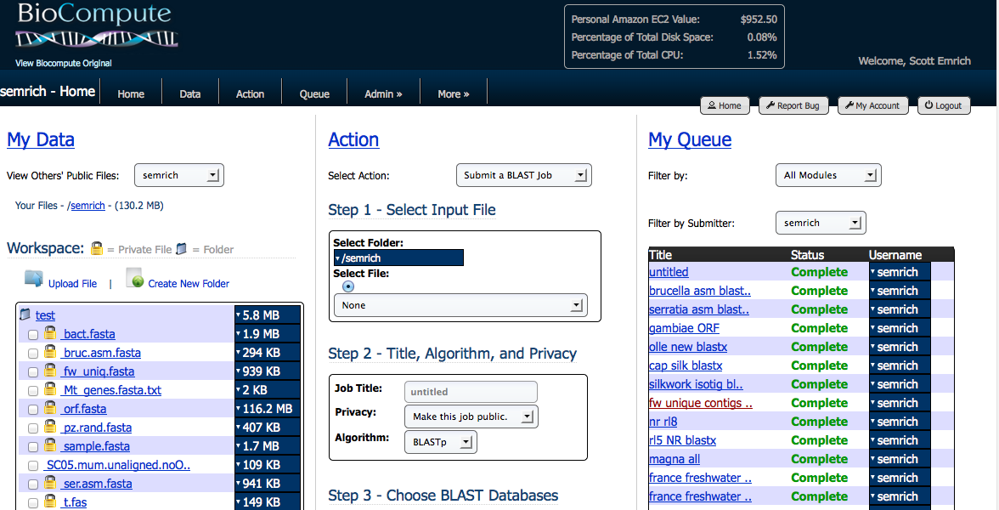 BioCompute
View Biocompute Original
Personal Amazon EC2 Value: $952.50
Percentage of Total Disk Space: 0.08%
Percentage of Total CPU: 1.52%
Welcome, Scott Emrich
semrich - Home
Home
Data
Action
Queue
Admin »
More »
Home
Report Bug
My Account
Logout
My Data
View Others' Public Files: semrich
Your Files - /semrich - (130.2 MB)
Workspace: = Private File = Folder
Upload File | Create New Folder
test 5.8 MB
bact.fasta 1.9 MB
bruc.asm.fasta 294 KB
fw_uniq.fasta 939 KB
Mt_genes.fasta.txt 2 KB
orf.fasta 116.2 MB
pz.rand.fasta 407 KB
sample.fasta 1.7 MB
SC05.mum.unaligned.noO.. 109 KB
ser.asm.fasta 941 KB
t.fas 149 KB
Action
Select Action: Submit a BLAST Job
Step 1 - Select Input File
Select Folder:
/semrich
Select File:
None
Step 2 - Title, Algorithm, and Privacy
Job Title: untitled
Privacy: Make this job public.
Algorithm: BLASTp
Step 3 - Choose BLAST Databases
My Queue
Filter by: All Modules
Filter by Submitter: semrich
Title Status Username
untitled Complete semrich
brucella asm blast.. Complete semrich
serratia asm blast.. Complete semrich
gambiae ORF Complete semrich
olle new blastx Complete semrich
cap silk blastx Complete semrich
silkwork isotig bl.. Complete semrich
fw unique contigs .. Complete semrich
nr rl8 Complete semrich
rl5 NR blastx Complete semrich
magna all Complete semrich
france freshwater .. Complete semrich
france freshwater .. Complete semrich